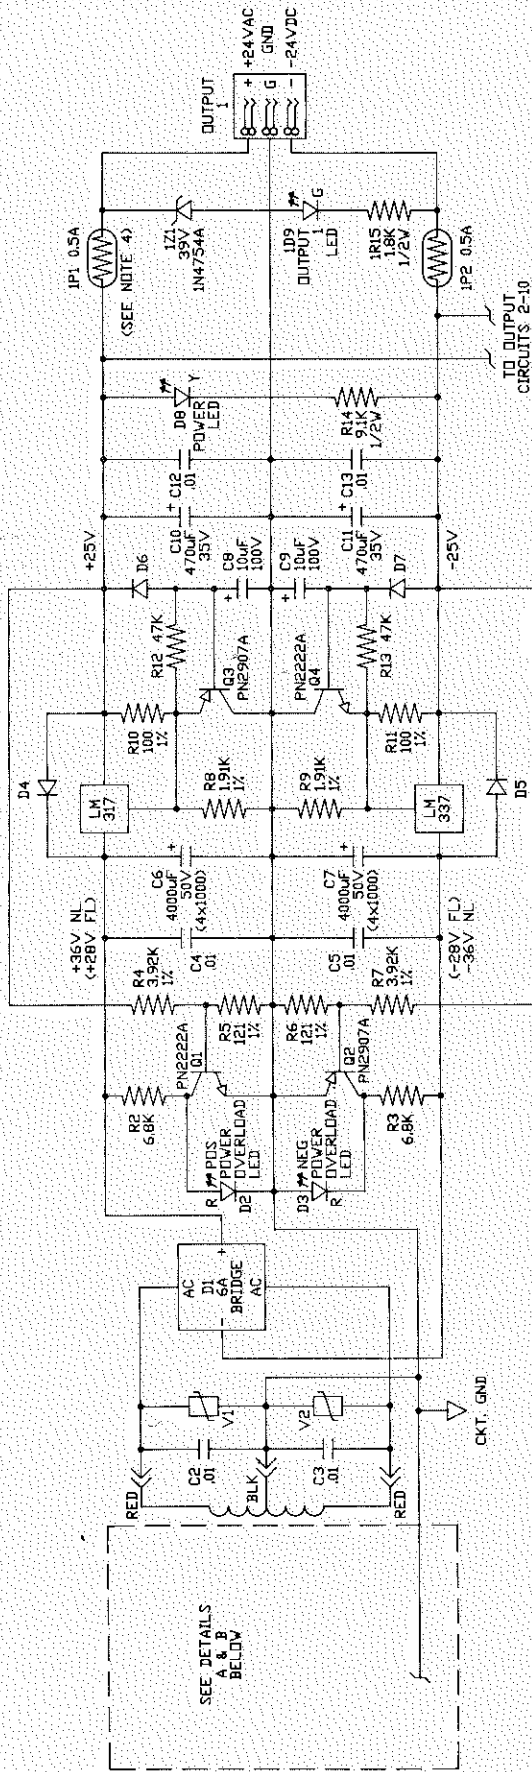 SEE DETAILS
A & B
BELOW
RED
BLK
RED
C2
.01
C3
.01
V1
V2
CKT. GND
AC
D1
6A
BRIDGE
AC
+
-
R2
6.8K
R POS
POWER
OVERLOAD
LED
D2
D3 NEG
POWER
OVERLOAD
LED
R
R3
6.8K
PN2222A
Q1
Q2
PN2907A
R4
3.92K
1%
R5
121
1%
R6
121
1%
R7
3.92K
1%
+36V NL
(+28V FL)
(-28V FL)
-36V NL
C4
.01
C5
.01
C6
4000uF
50V
(4x1000)
+
C7
4000uF
50V
(4x1000)
+
D4
LM
317
LM
337
D5
R8
1.91K
1%
R9
1.91K
1%
R10
100
1%
R11
100
1%
Q3
PN2907A
Q4
PN2222A
R12 47K
R13 47K
D6
D7
C8
10uF
100V
+
C9
10uF
100V
+
+25V
-25V
C10
470uF
35V
+
C11
470uF
35V
+
C12
.01
C13
.01
D8 Y
POWER
LED
R14
9.1K
1/2W
1P1 0.5A
(SEE NOTE 4)
1P2 0.5A
TO OUTPUT
CIRCUITS 2-10
1Z1
39V
1N4754A
1D9 G
OUTPUT 1
LED
1R15
1.8K
1/2W
OUTPUT
1
+ +24VAC
G GND
- -24VDC